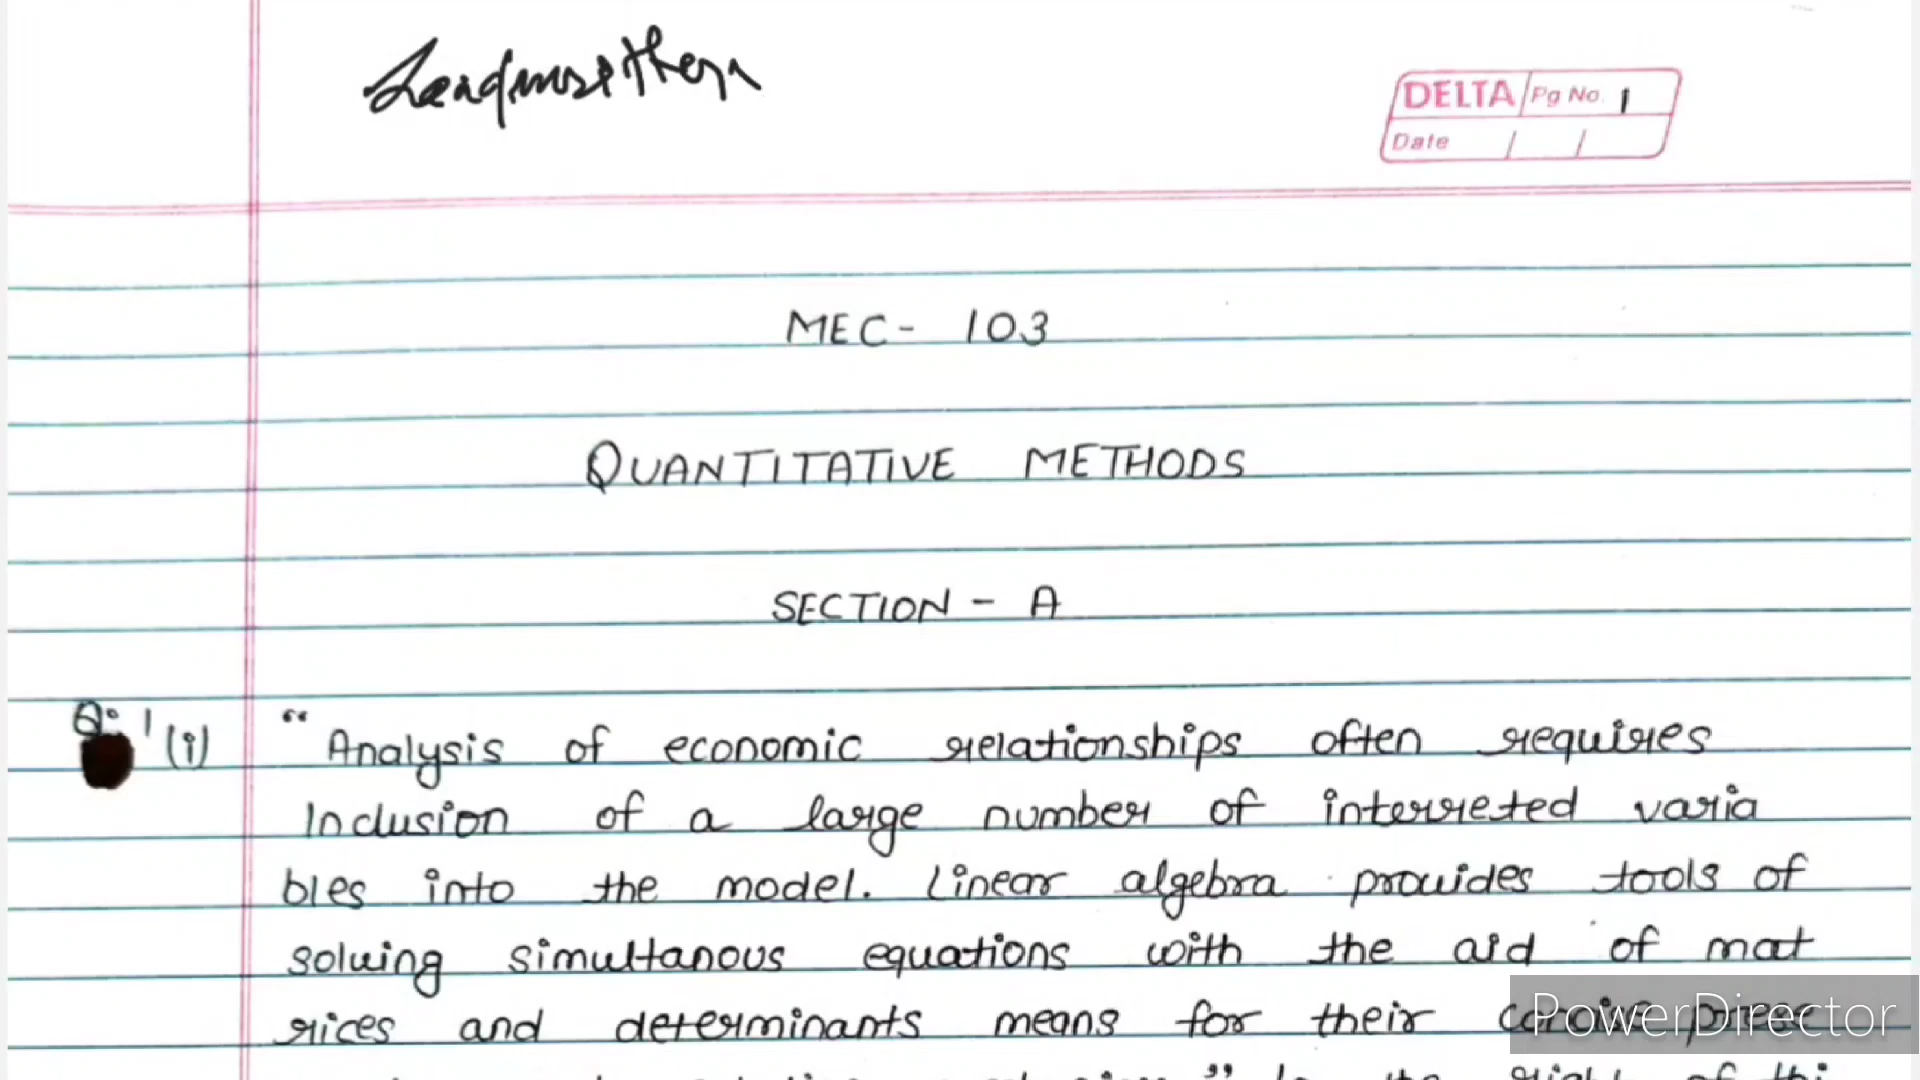 DELTA Pg No. 1
Date / /
MEC- 103
QUANTITATIVE METHODS
SECTION - A
Q. 1 (i) " Analysis of economic relationships often requires
Inclusion of a large number of interreted varia
bles into the model. Linear algebra provides tools of
soluing simultanous equations with the aid of mat
rices and determinants means for their
PowerDirector